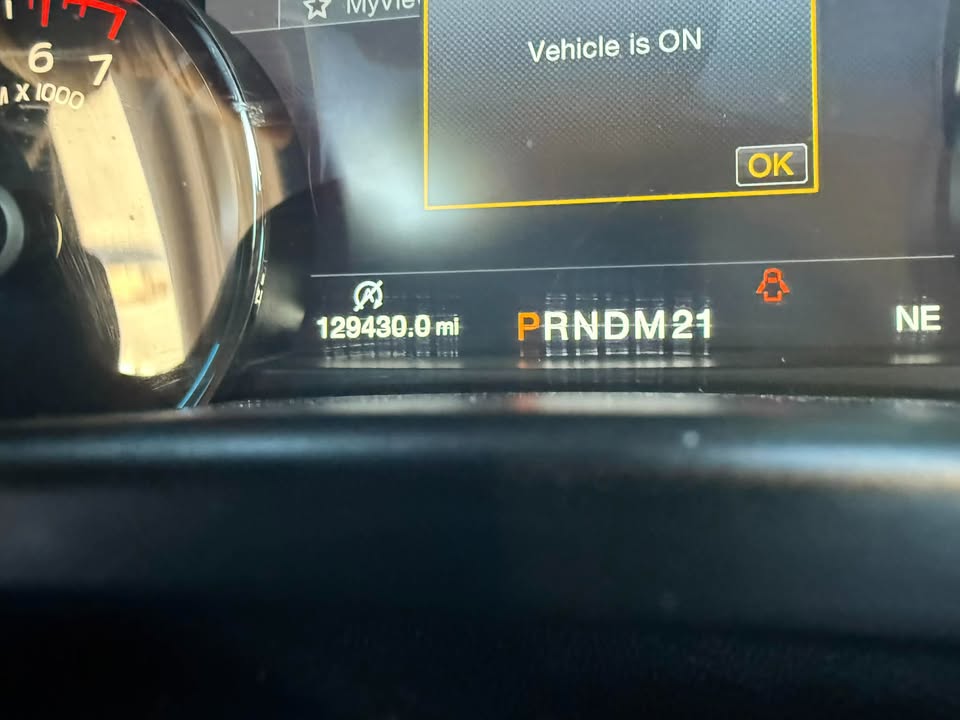 MyVie
Vehicle is ON
OK
6
7
X 1000
129430.0 mi
PRNDM21
NE